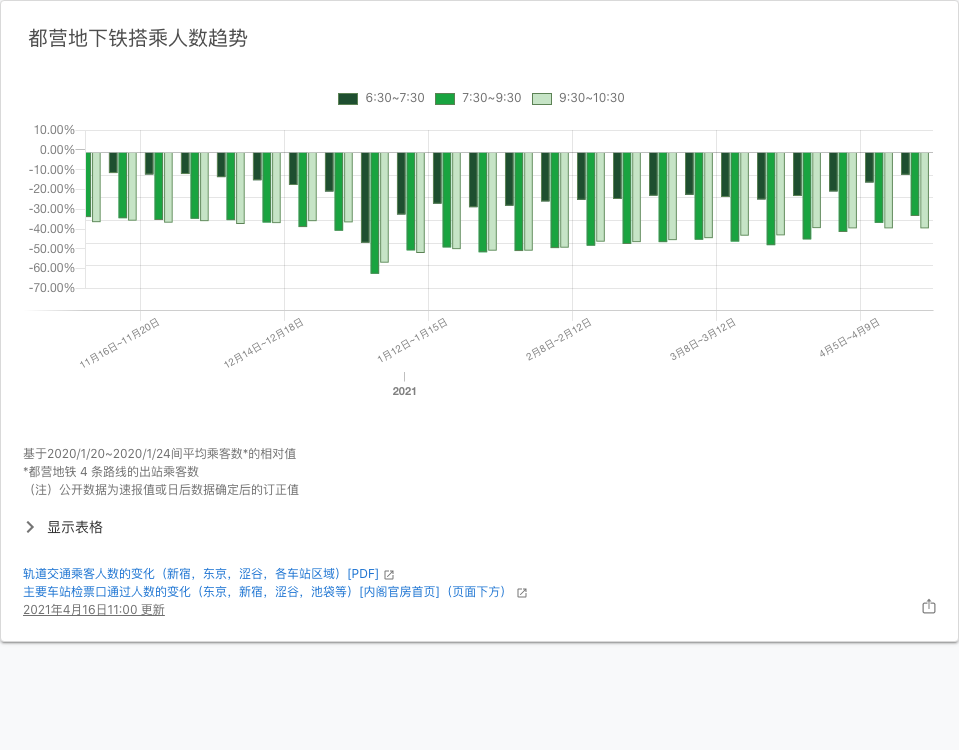 都营地下铁搭乘人数趋势
6:30~7:30 7:30~9:30 9:30~10:30
10.00%
0.00%
-10.00%
-20.00%
-30.00%
-40.00%
-50.00%
-60.00%
-70.00%
11月16日~11月20日 12月14日~12月18日 1月12日~1月15日 2月8日~2月12日 3月8日~3月12日 4月5日~4月9日
2021
基于2020/1/20~2020/1/24间平均乘客数*的相对值
*都营地铁 4 条路线的出站乘客数
（注）公开数据为速报值或日后数据确定后的订正值
显示表格
轨道交通乘客人数的变化（新宿，东京，涩谷，各车站区域）[PDF]
主要车站检票口通过人数的变化（东京，新宿，涩谷，池袋等）[内阁官房首页]（页面下方）
2021年4月16日11:00 更新